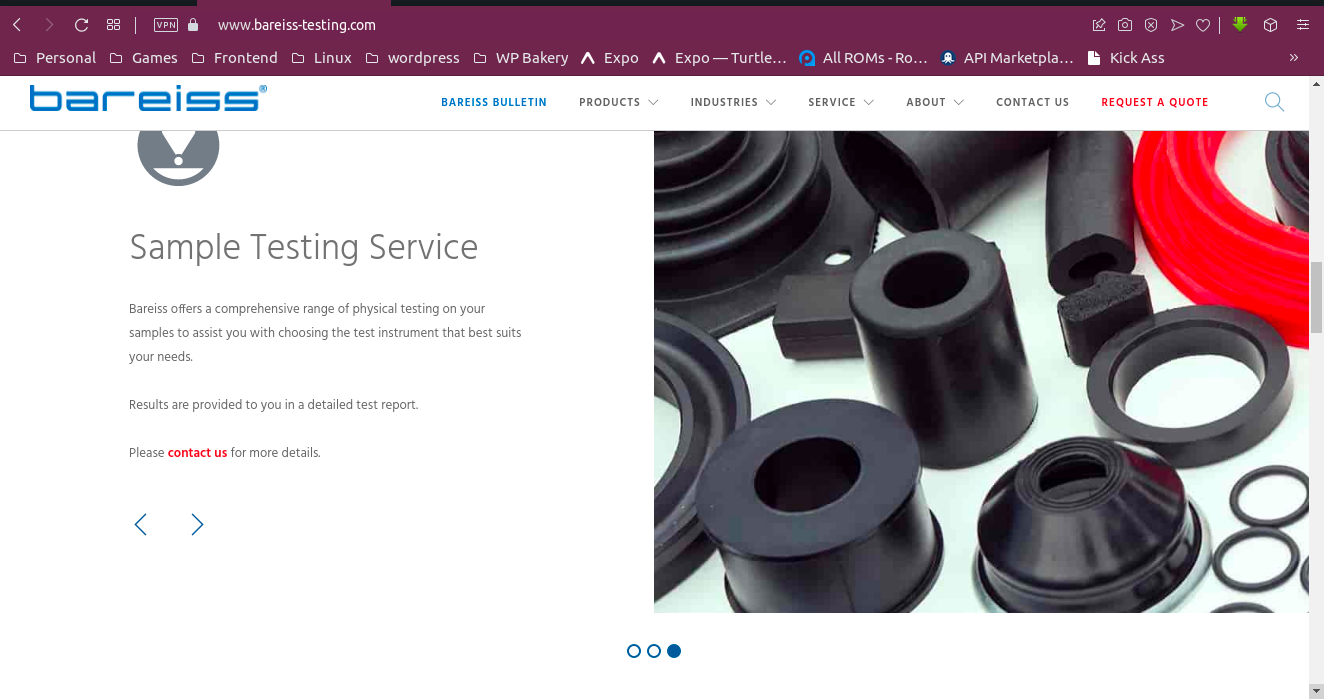 VPN
www.bareiss-testing.com
Personal Games Frontend Linux wordpress WP Bakery Expo Expo — Turtle… All ROMs - Ro… API Marketpla… Kick Ass »
bareiss®
BAREISS BULLETIN PRODUCTS INDUSTRIES SERVICE ABOUT CONTACT US REQUEST A QUOTE
Sample Testing Service
Bareiss offers a comprehensive range of physical testing on your
samples to assist you with choosing the test instrument that best suits
your needs.
Results are provided to you in a detailed test report.
Please contact us for more details.